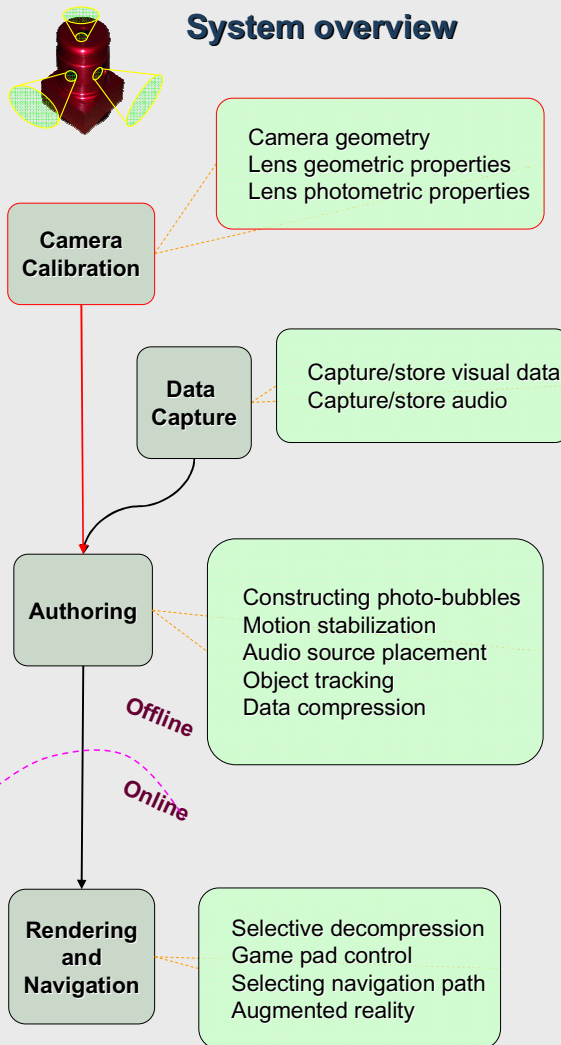 System overview
Camera geometry
Lens geometric properties
Lens photometric properties
Camera
Calibration
Data
Capture
Capture/store visual data
Capture/store audio
Authoring
Constructing photo-bubbles
Motion stabilization
Audio source placement
Object tracking
Data compression
Offline
Online
Rendering
and
Navigation
Selective decompression
Game pad control
Selecting navigation path
Augmented reality